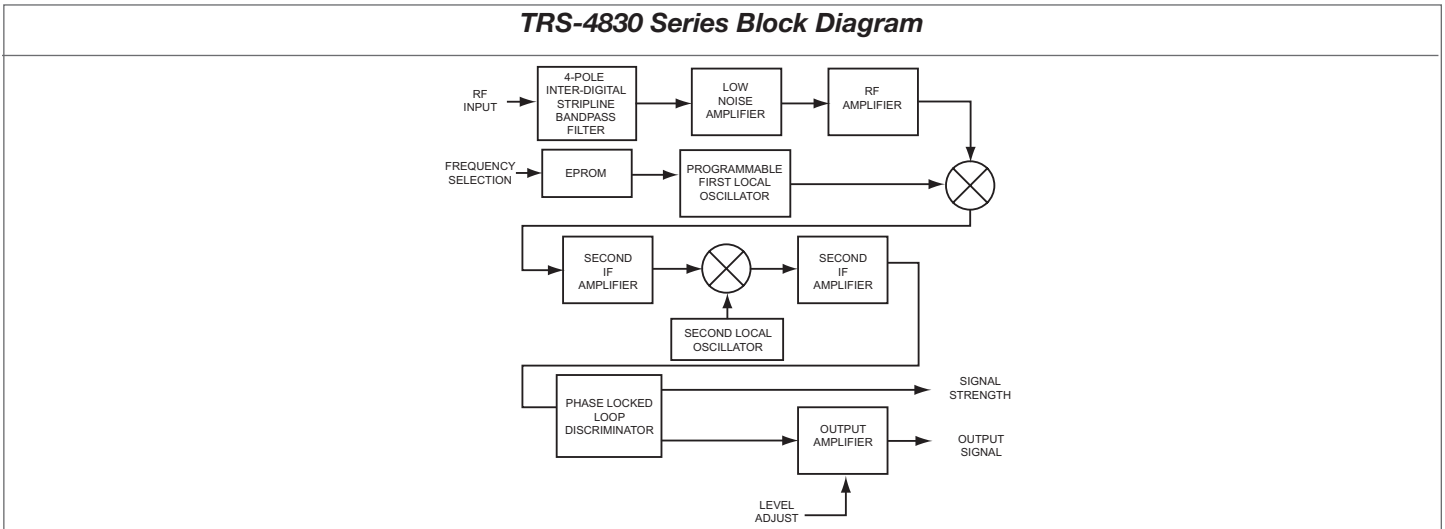 TRS-4830 Series Block Diagram
RF
INPUT
4-POLE
INTER-DIGITAL
STRIPLINE
BANDPASS
FILTER
LOW
NOISE
AMPLIFIER
RF
AMPLIFIER
FREQUENCY
SELECTION
EPROM
PROGRAMMABLE
FIRST LOCAL
OSCILLATOR
SECOND
IF
AMPLIFIER
SECOND
IF
AMPLIFIER
SECOND LOCAL
OSCILLATOR
PHASE LOCKED
LOOP
DISCRIMINATOR
SIGNAL
STRENGTH
OUTPUT
AMPLIFIER
OUTPUT
SIGNAL
LEVEL
ADJUST